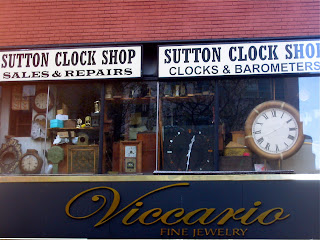 SUTTON CLOCK SHOP
SALES & REPAIRS
SUTTON CLOCK SHOP
CLOCKS & BAROMETERS
Viccario
FINE JEWELRY